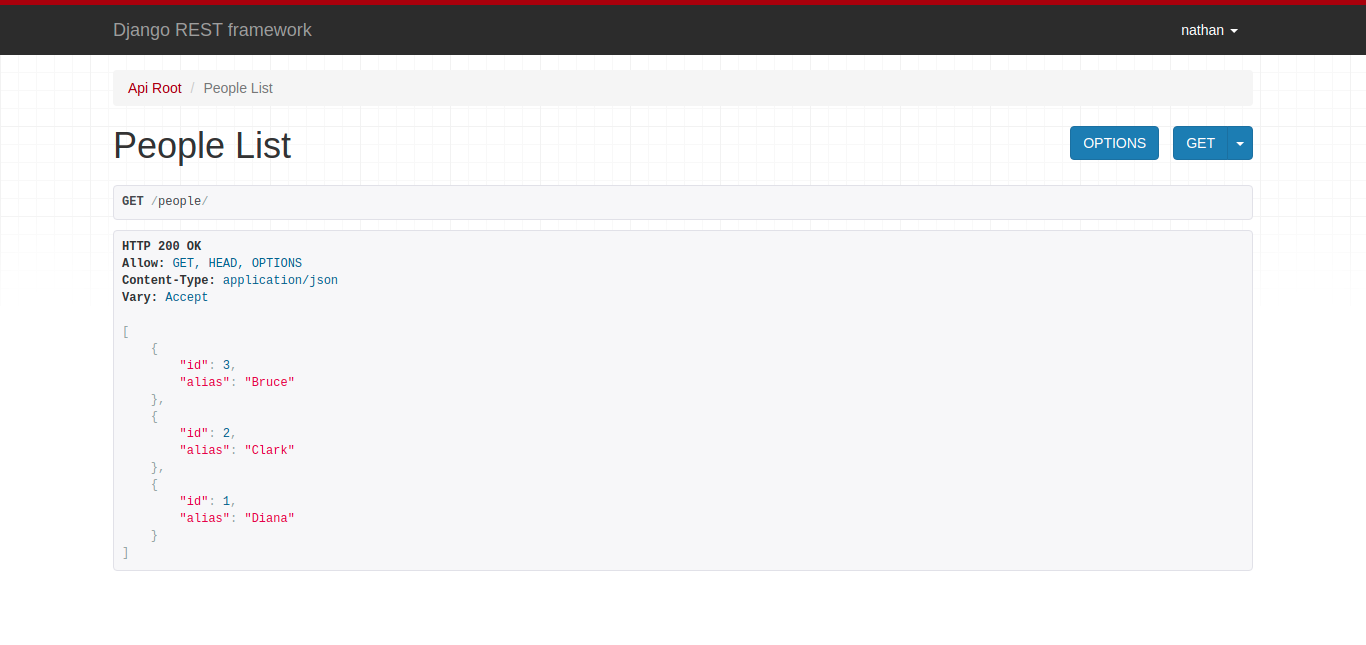 Django REST framework
nathan
Api Root / People List
People List
OPTIONS
GET
GET /people/
HTTP 200 OK
Allow: GET, HEAD, OPTIONS
Content-Type: application/json
Vary: Accept
[
    {
        "id": 3,
        "alias": "Bruce"
    },
    {
        "id": 2,
        "alias": "Clark"
    },
    {
        "id": 1,
        "alias": "Diana"
    }
]